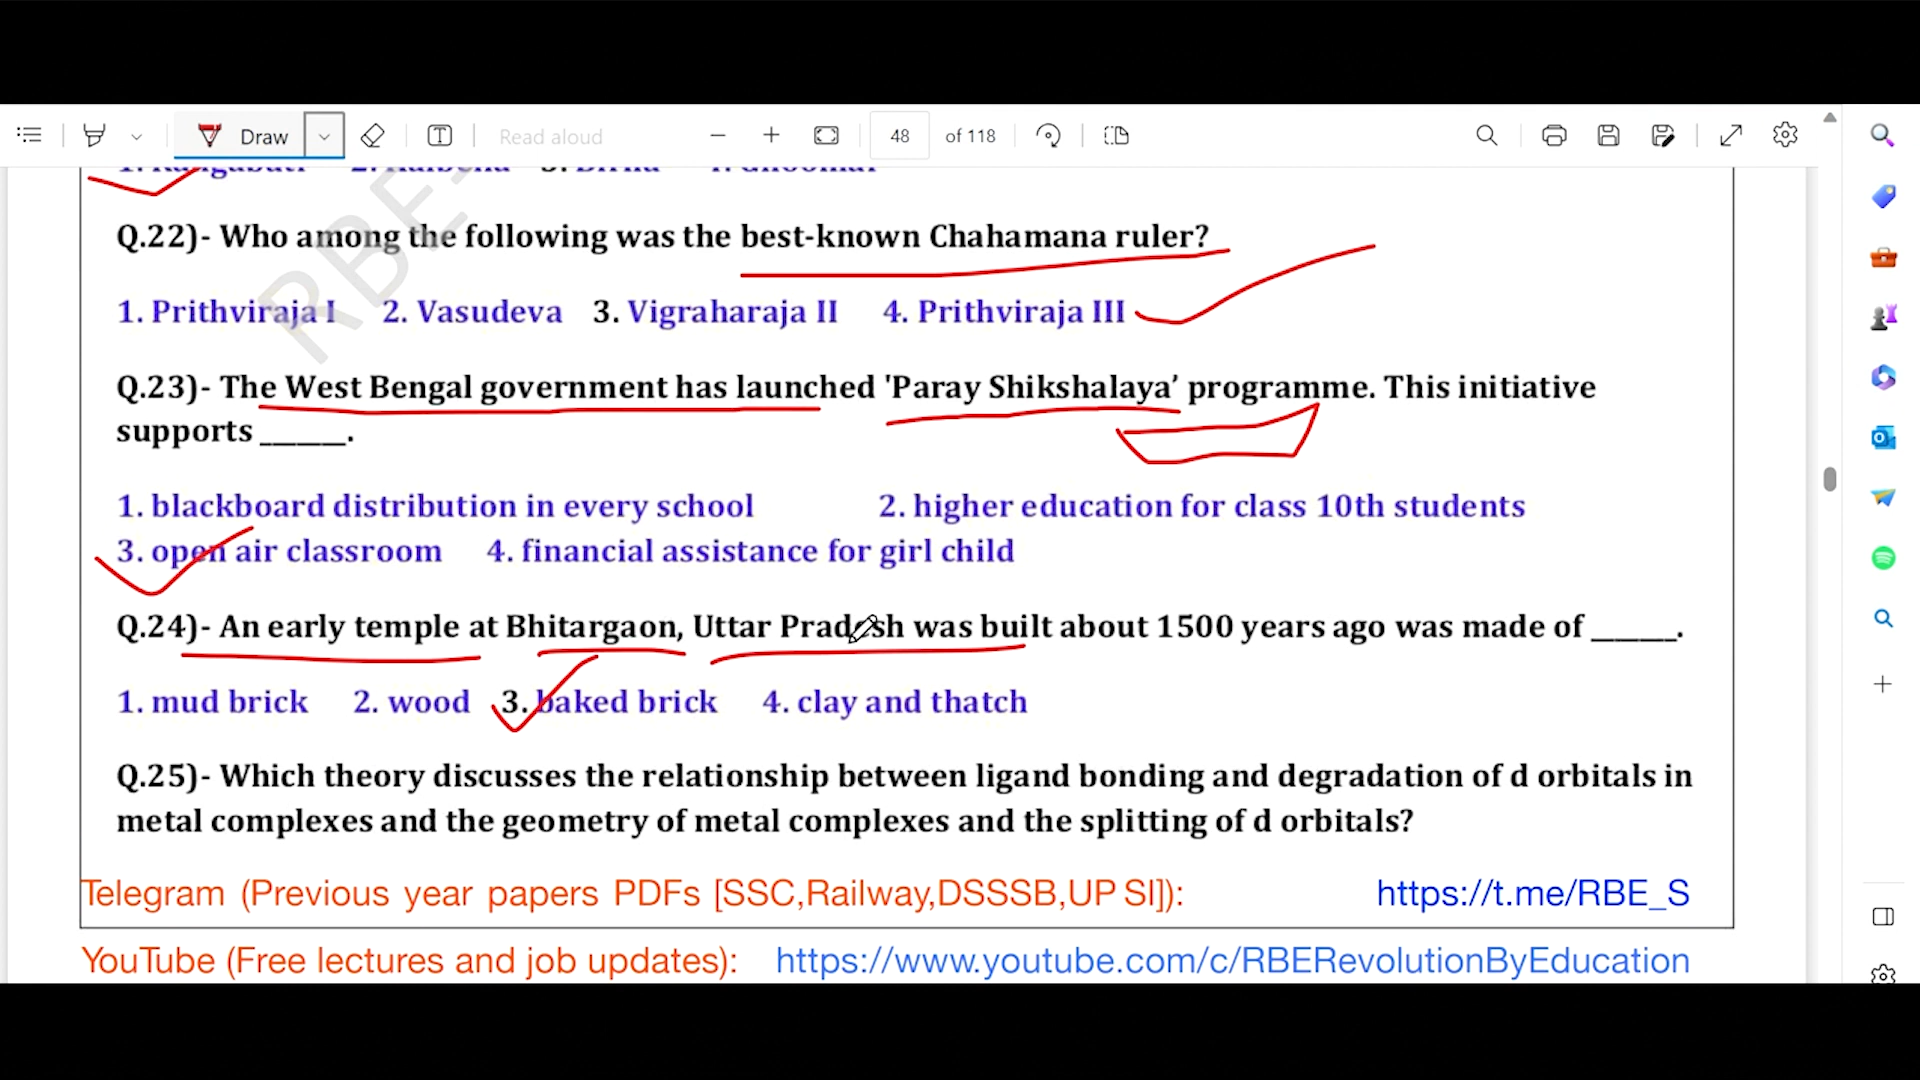 Draw
Read aloud
48 of 118
Q.22)- Who among the following was the best-known Chahamana ruler?
1. Prithviraja I 2. Vasudeva 3. Vigraharaja II 4. Prithviraja III
Q.23)- The West Bengal government has launched 'Paray Shikshalaya’ programme. This initiative
supports ______.
1. blackboard distribution in every school 2. higher education for class 10th students
3. open air classroom 4. financial assistance for girl child
Q.24)- An early temple at Bhitargaon, Uttar Pradesh was built about 1500 years ago was made of ______.
1. mud brick 2. wood 3. baked brick 4. clay and thatch
Q.25)- Which theory discusses the relationship between ligand bonding and degradation of d orbitals in
metal complexes and the geometry of metal complexes and the splitting of d orbitals?
Telegram (Previous year papers PDFs [SSC,Railway,DSSSB,UP SI]): https://t.me/RBE_S
YouTube (Free lectures and job updates): https://www.youtube.com/c/RBERevolutionByEducation
RBE